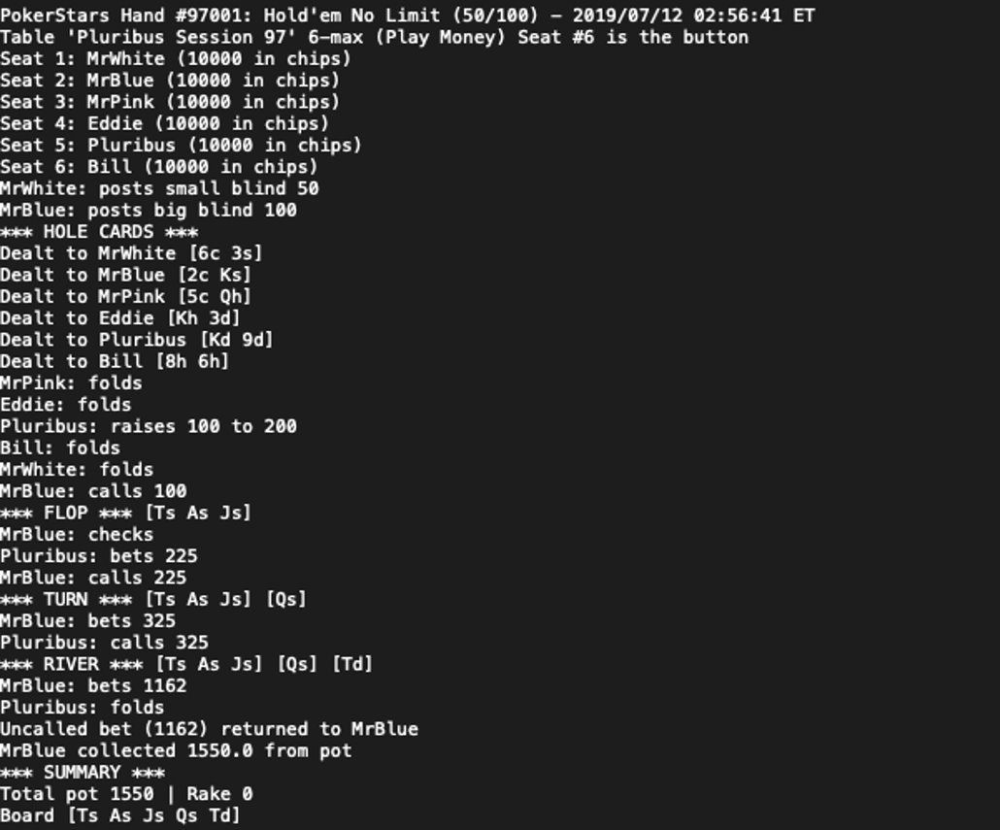 PokerStars Hand #97001: Hold'em No Limit (50/100) – 2019/07/12 02:56:41 ET
Table 'Pluribus Session 97' 6-max (Play Money) Seat #6 is the button
Seat 1: MrWhite (10000 in chips)
Seat 2: MrBlue (10000 in chips)
Seat 3: MrPink (10000 in chips)
Seat 4: Eddie (10000 in chips)
Seat 5: Pluribus (10000 in chips)
Seat 6: Bill (10000 in chips)
MrWhite: posts small blind 50
MrBlue: posts big blind 100
*** HOLE CARDS ***
Dealt to MrWhite [6c 3s]
Dealt to MrBlue [2c Ks]
Dealt to MrPink [5c Qh]
Dealt to Eddie [Kh 3d]
Dealt to Pluribus [Kd 9d]
Dealt to Bill [8h 6h]
MrPink: folds
Eddie: folds
Pluribus: raises 100 to 200
Bill: folds
MrWhite: folds
MrBlue: calls 100
*** FLOP *** [Ts As Js]
MrBlue: checks
Pluribus: bets 225
MrBlue: calls 225
*** TURN *** [Ts As Js] [Qs]
MrBlue: bets 325
Pluribus: calls 325
*** RIVER *** [Ts As Js] [Qs] [Td]
MrBlue: bets 1162
Pluribus: folds
Uncalled bet (1162) returned to MrBlue
MrBlue collected 1550.0 from pot
*** SUMMARY ***
Total pot 1550 | Rake 0
Board [Ts As Js Qs Td]